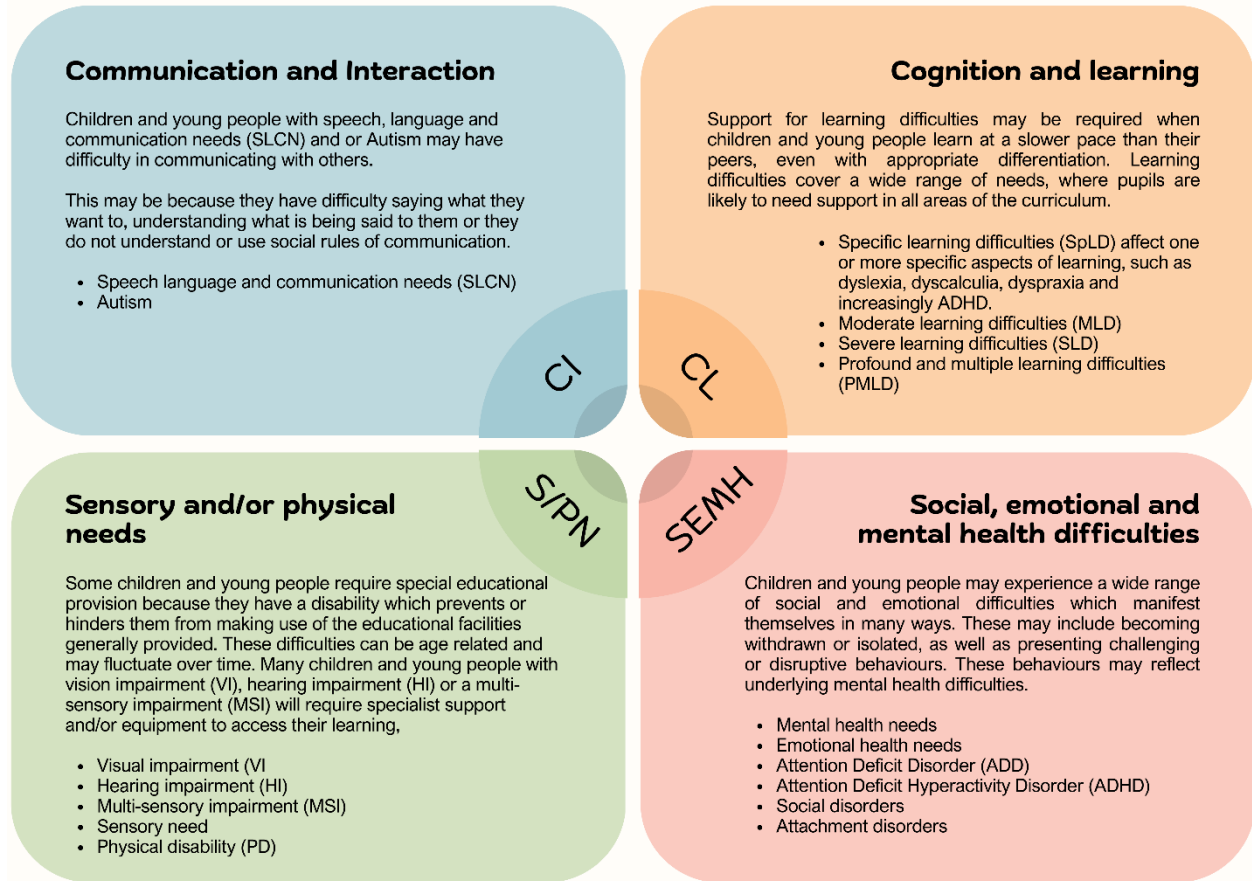 Communication and Interaction
Children and young people with speech, language and
communication needs (SLCN) and or Autism may have
difficulty in communicating with others.
This may be because they have difficulty saying what they
want to, understanding what is being said to them or they
do not understand or use social rules of communication.
• Speech language and communication needs (SLCN)
• Autism
CI
Cognition and learning
Support for learning difficulties may be required when
children and young people learn at a slower pace than their
peers, even with appropriate differentiation. Learning
difficulties cover a wide range of needs, where pupils are
likely to need support in all areas of the curriculum.
• Specific learning difficulties (SpLD) affect one
or more specific aspects of learning, such as
dyslexia, dyscalculia, dyspraxia and
increasingly ADHD.
• Moderate learning difficulties (MLD)
• Severe learning difficulties (SLD)
• Profound and multiple learning difficulties
(PMLD)
CL
Sensory and/or physical
needs
Some children and young people require special educational
provision because they have a disability which prevents or
hinders them from making use of the educational facilities
generally provided. These difficulties can be age related and
may fluctuate over time. Many children and young people with
vision impairment (VI), hearing impairment (HI) or a multi-
sensory impairment (MSI) will require specialist support
and/or equipment to access their learning,
• Visual impairment (VI
• Hearing impairment (HI)
• Multi-sensory impairment (MSI)
• Sensory need
• Physical disability (PD)
S/PN
Social, emotional and
mental health difficulties
Children and young people may experience a wide range
of social and emotional difficulties which manifest
themselves in many ways. These may include becoming
withdrawn or isolated, as well as presenting challenging
or disruptive behaviours. These behaviours may reflect
underlying mental health difficulties.
• Mental health needs
• Emotional health needs
• Attention Deficit Disorder (ADD)
• Attention Deficit Hyperactivity Disorder (ADHD)
• Social disorders
• Attachment disorders
SEMH